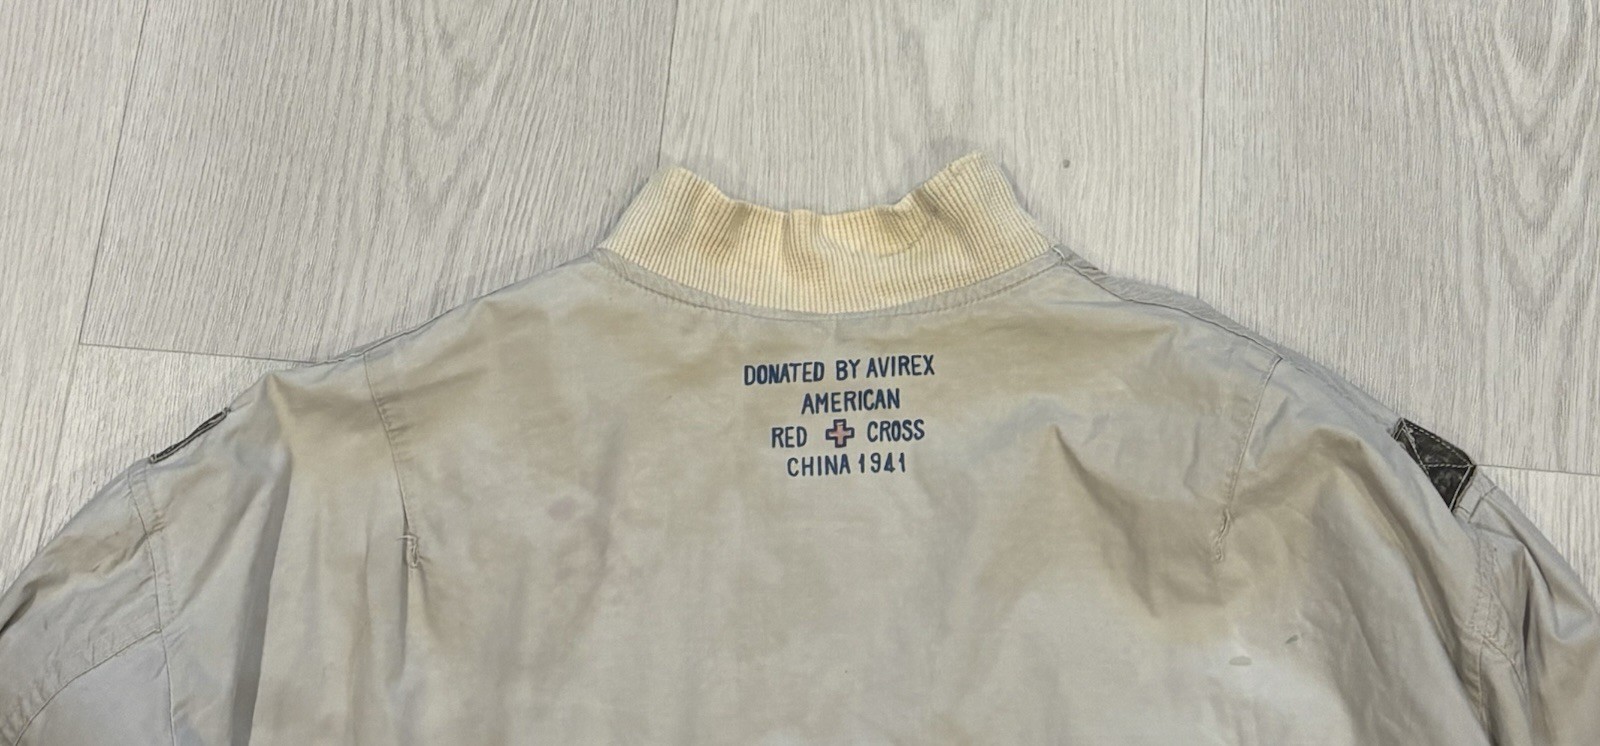 DONATED BY AVIREX
AMERICAN
RED CROSS
CHINA 1941